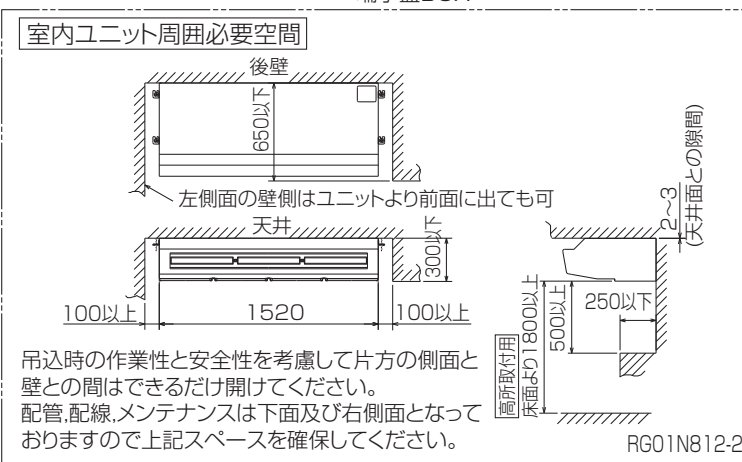 室内ユニット周囲必要空間
後壁
650以下
左側面の壁側はユニットより前面に出ても可
天井
300以下
100以上
1520
100以上
2~3
(天井面との隙間)
250以下
500以上
高所取付用
床面より1800以上
吊込時の作業性と安全性を考慮して片方の側面と
壁との間はできるだけ開けてください。
配管,配線,メンテナンスは下面及び右側面となって
おりますので上記スペースを確保してください。
RG01N812-2